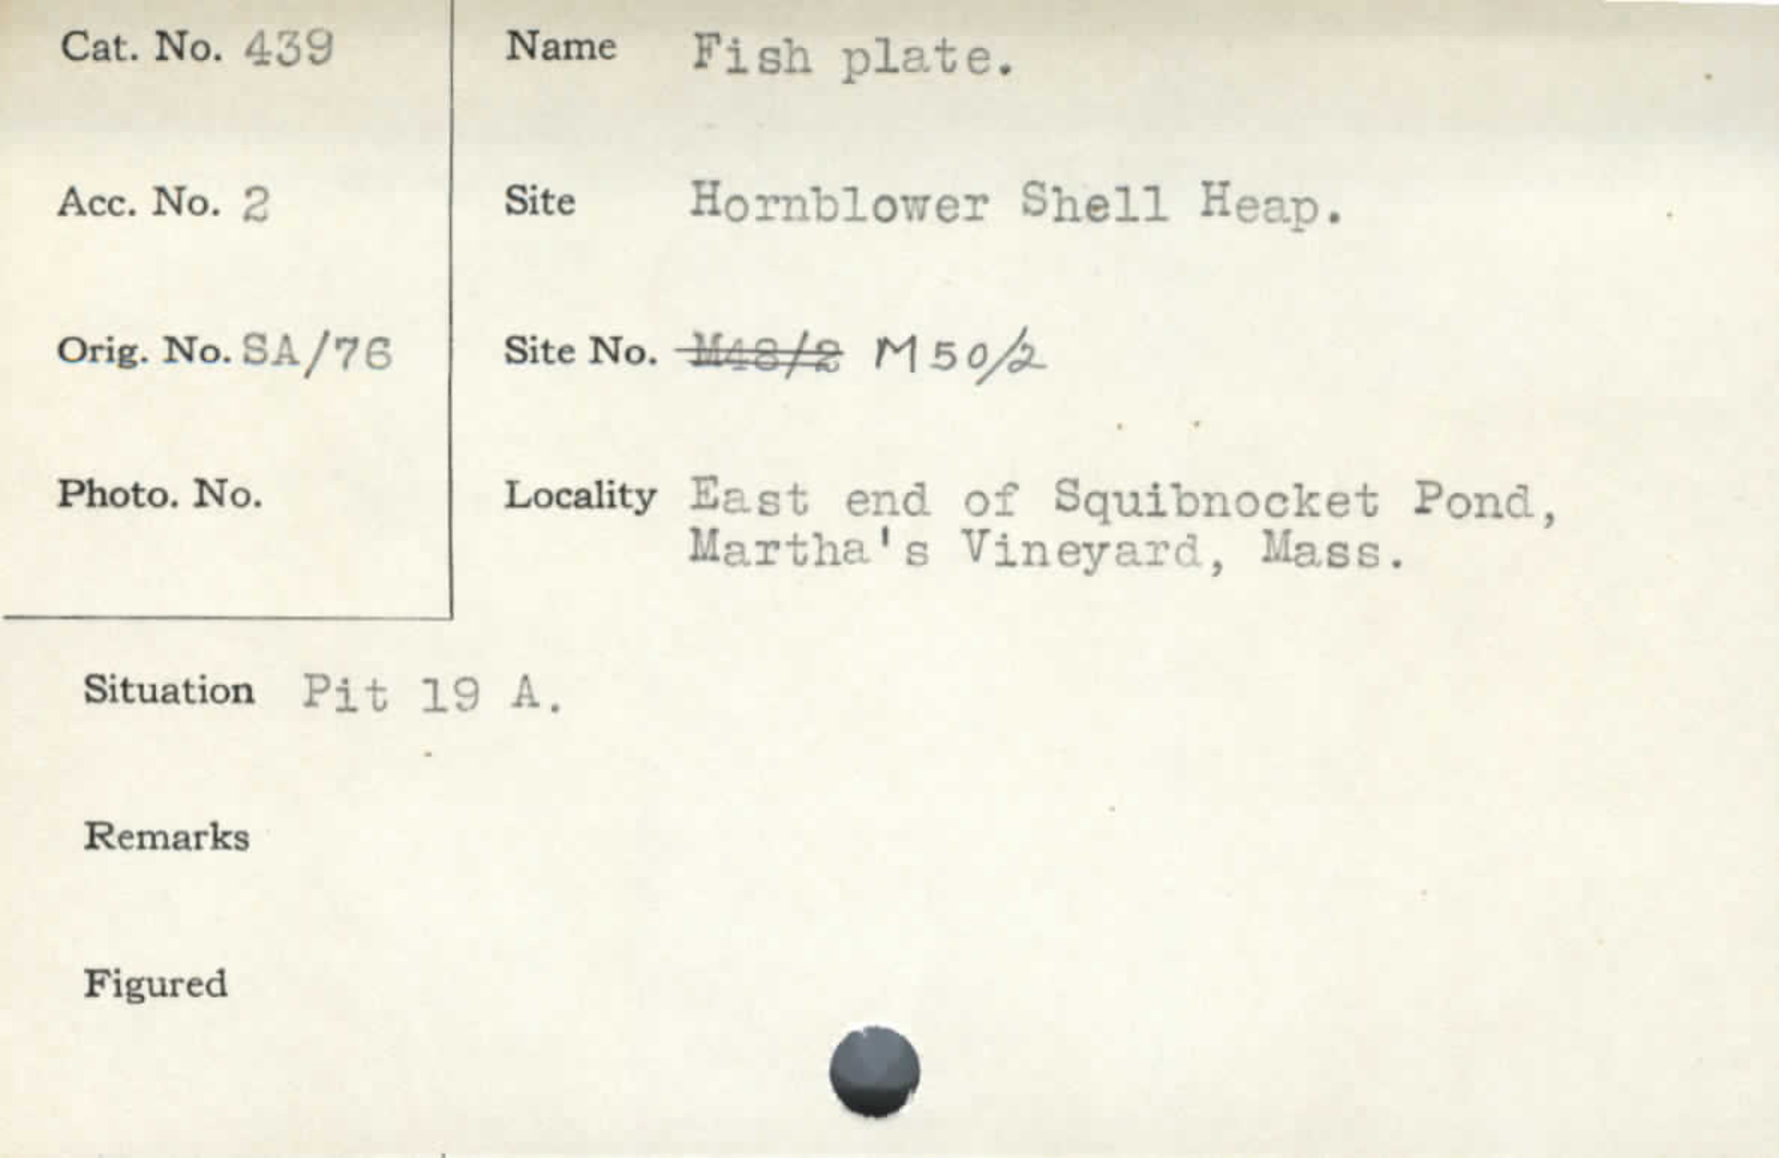 Cat. No. 439
Name Fish plate.
Acc. No. 2
Site Hornblower Shell Heap.
Orig. No. SA/76
Site No. M48/2 M50/2
Photo. No.
Locality East end of Squibnocket Pond,
Martha's Vineyard, Mass.
Situation Pit 19 A.
Remarks
Figured